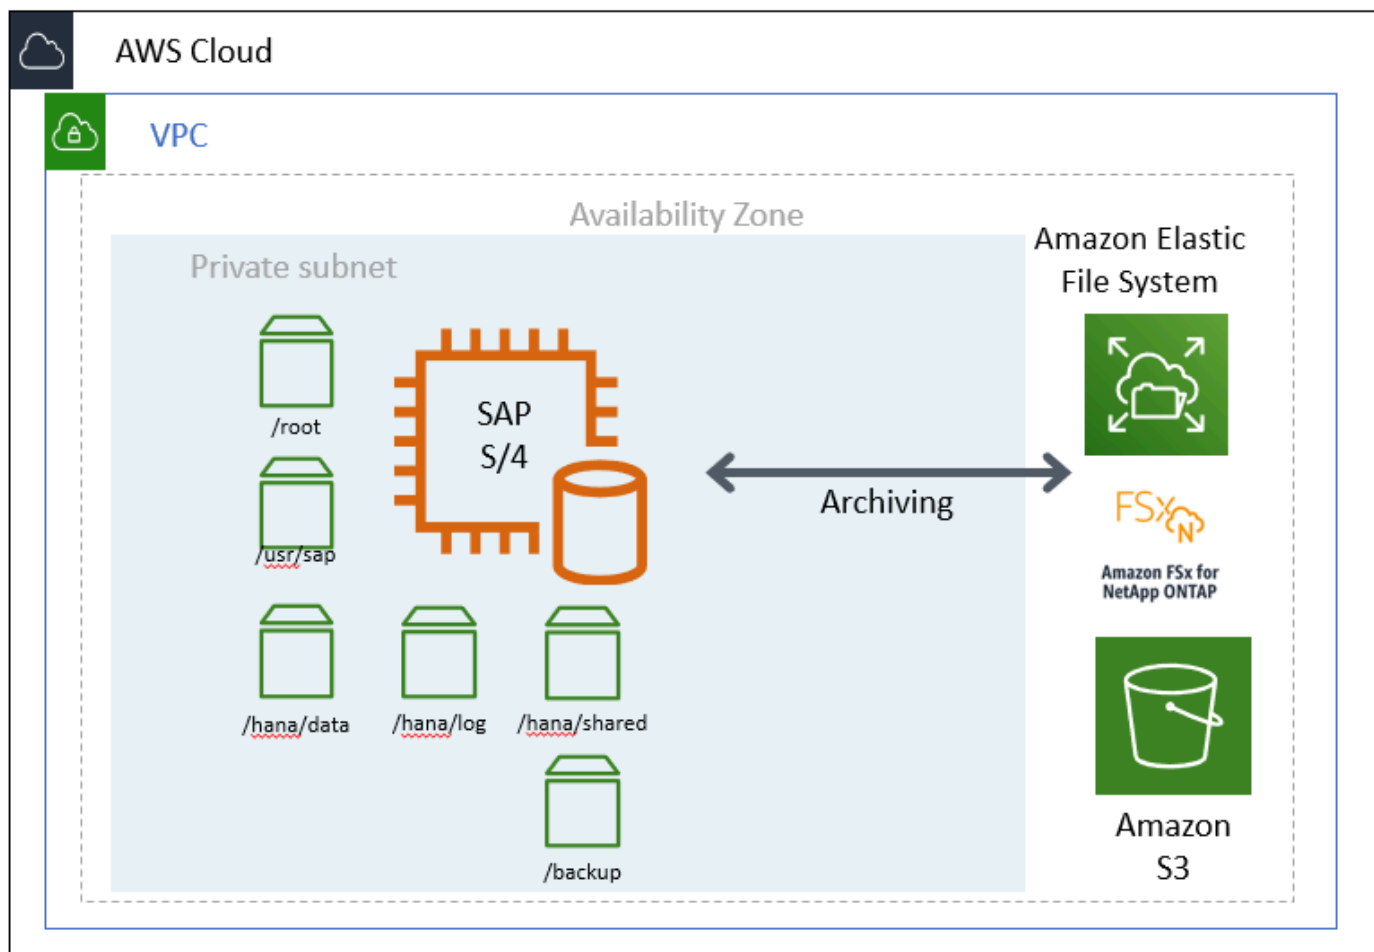 AWS Cloud
VPC
Availability Zone
Private subnet
Amazon Elastic
File System
/root
SAP
S/4
Archiving
/usr/sap
FSx
N
Amazon FSx for
NetApp ONTAP
/hana/data
/hana/log
/hana/shared
/backup
Amazon
S3